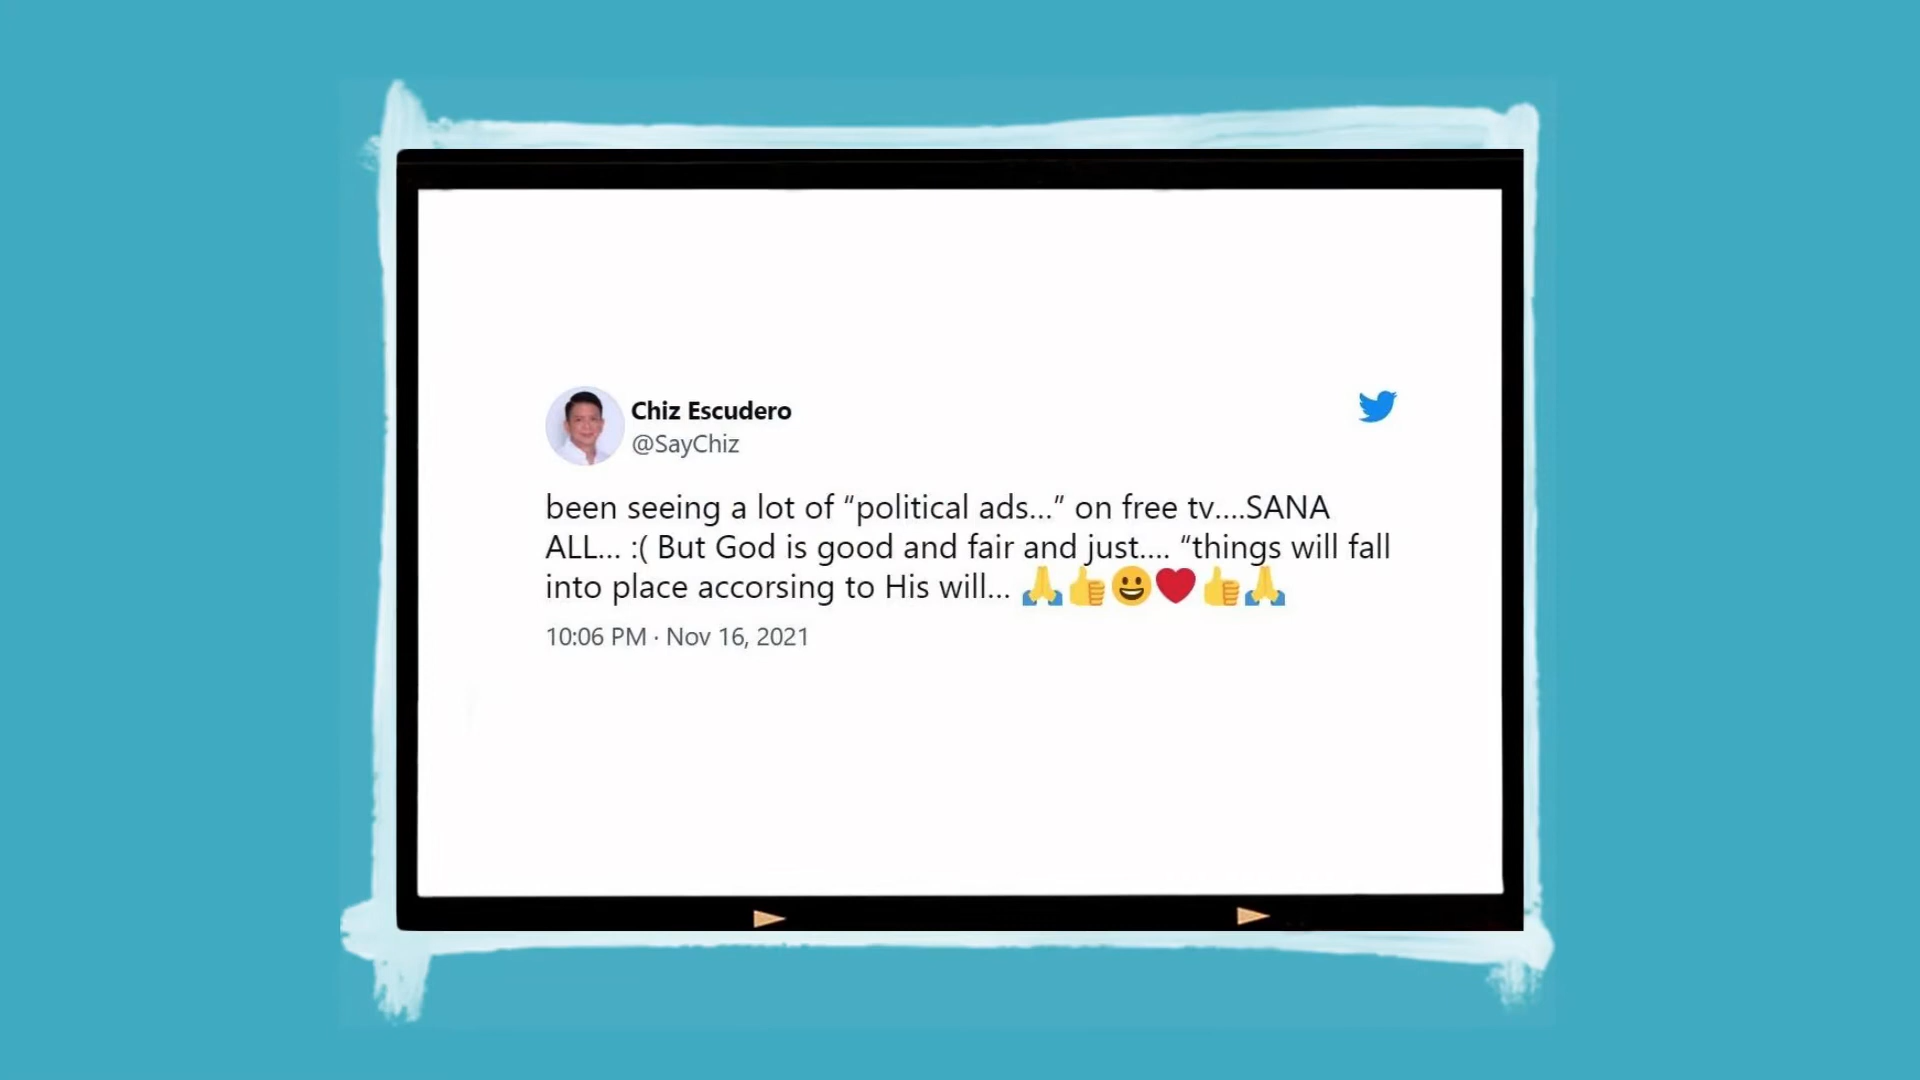 Chiz Escudero
@SayChiz
been seeing a lot of “political ads...” on free tv....SANA
ALL... :( But God is good and fair and just.... “things will fall
into place accorsing to His will... 🙏👍😀❤️👍🙏
10:06 PM · Nov 16, 2021